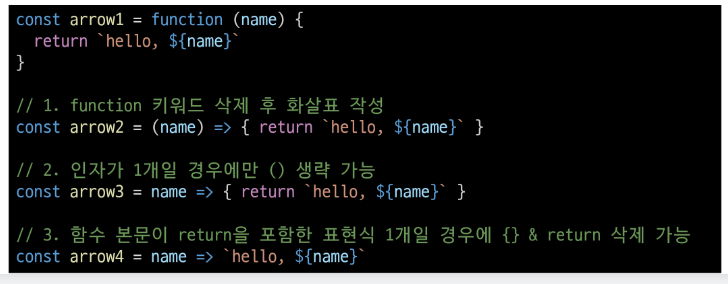 const arrow1 = function (name) {
  return `hello, ${name}`
}
// 1. function 키워드 삭제 후 화살표 작성
const arrow2 = (name) => { return `hello, ${name}` }
// 2. 인자가 1개일 경우에만 () 생략 가능
const arrow3 = name => { return `hello, ${name}` }
// 3. 함수 본문이 return을 포함한 표현식 1개일 경우에 {} & return 삭제 가능
const arrow4 = name => `hello, ${name}`